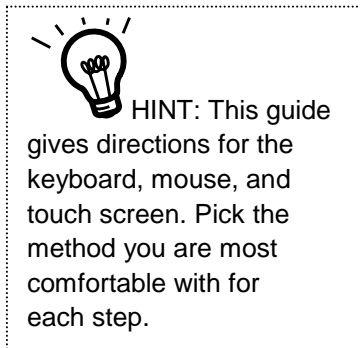 HINT: This guide
gives directions for the
keyboard, mouse, and
touch screen. Pick the
method you are most
comfortable with for
each step.